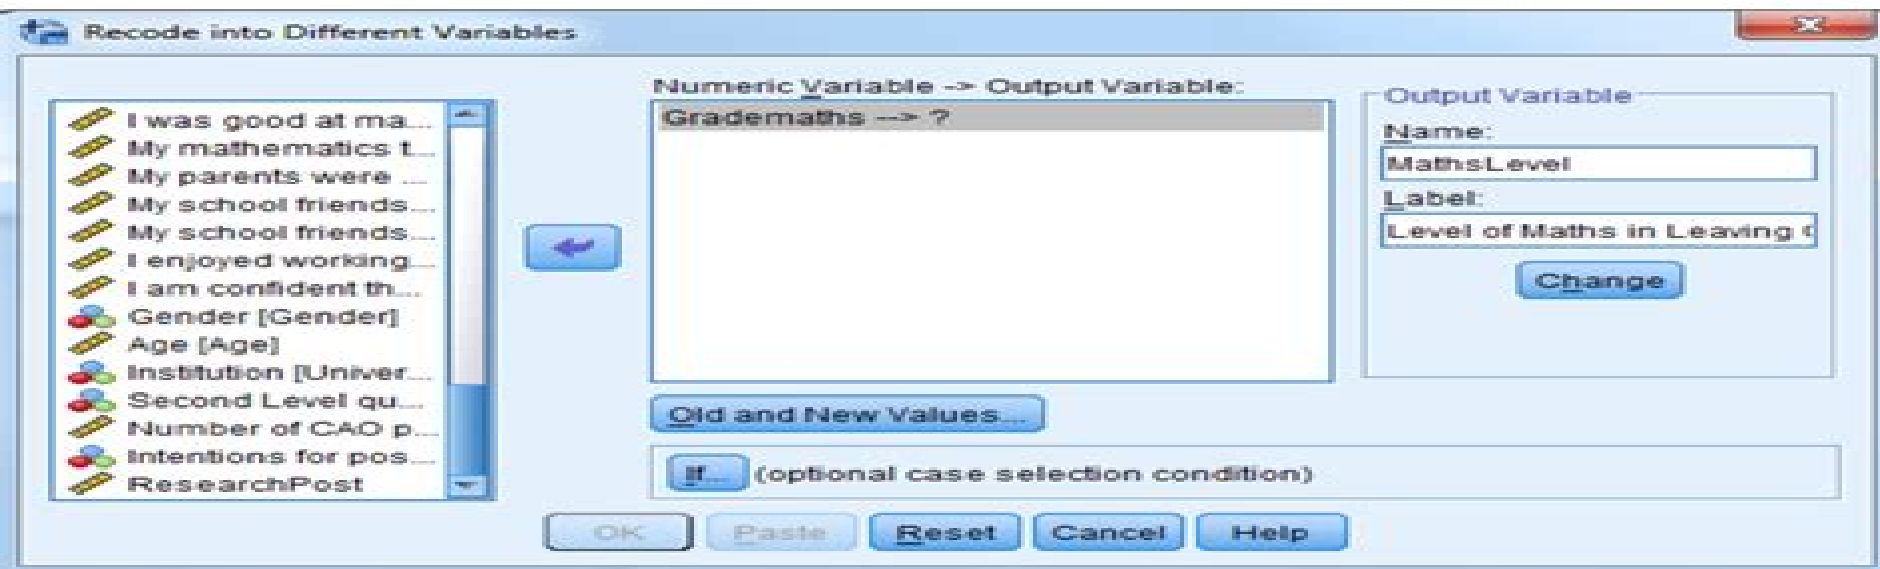 Recode into Different Variables
I was good at ma...
My mathematics t...
My parents were ...
My school friends...
My school friends...
I enjoyed working...
I am confident th...
Gender [Gender]
Age [Age]
Institution [Univer...
Second Level qu...
Number of CAO p...
Intentions for pos...
ResearchPost
Numeric Variable -> Output Variable:
Grademaths --> ?
Output Variable
Name:
MathsLevel
Label:
Level of Maths in Leaving C
Change
Old and New Values...
If... (optional case selection condition)
OK Paste Reset Cancel Help